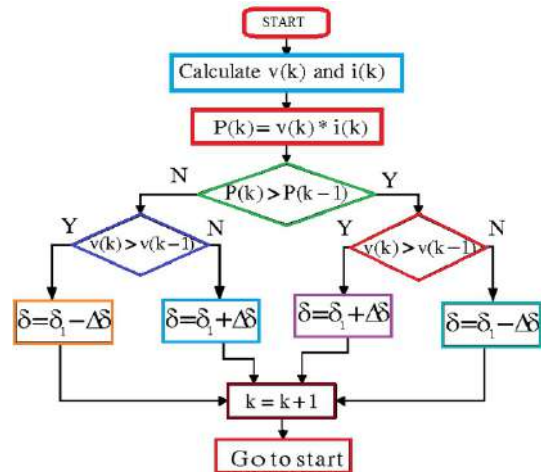 START
Calculate v(k) and i(k)
P(k)= v(k) * i(k)
N
P(k)>P(k-1)
Y
Y
v(k)>v(k-1)
N
Y
v(k)>v(k-1)
N
δ=δ₁-Δδ
δ=δ₁+Δδ
δ=δ₁+Δδ
δ=δ₁-Δδ
k = k+1
Go to start